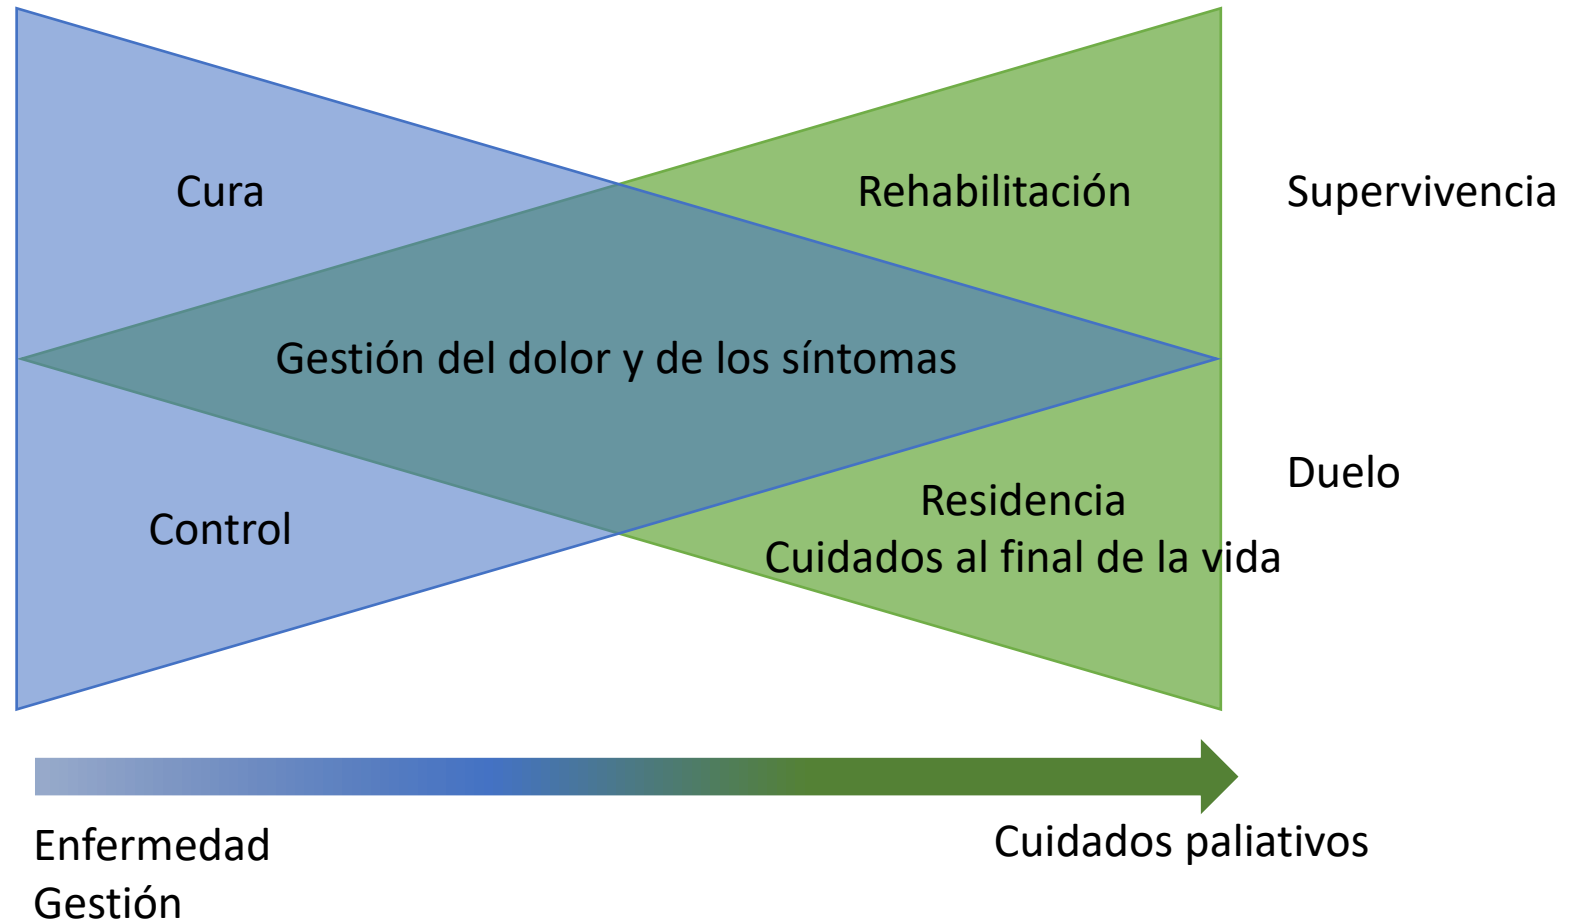 Cura
Rehabilitación
Supervivencia
Gestión del dolor y de los síntomas
Control
Residencia
Cuidados al final de la vida
Duelo
Enfermedad
Gestión
Cuidados paliativos